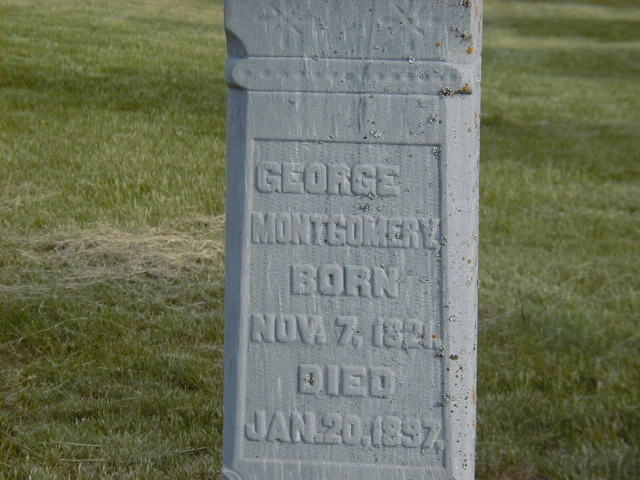 GEORGE
MONTGOMERY,
BORN
NOV. 7, 1821.
DIED
JAN. 20, 1897,